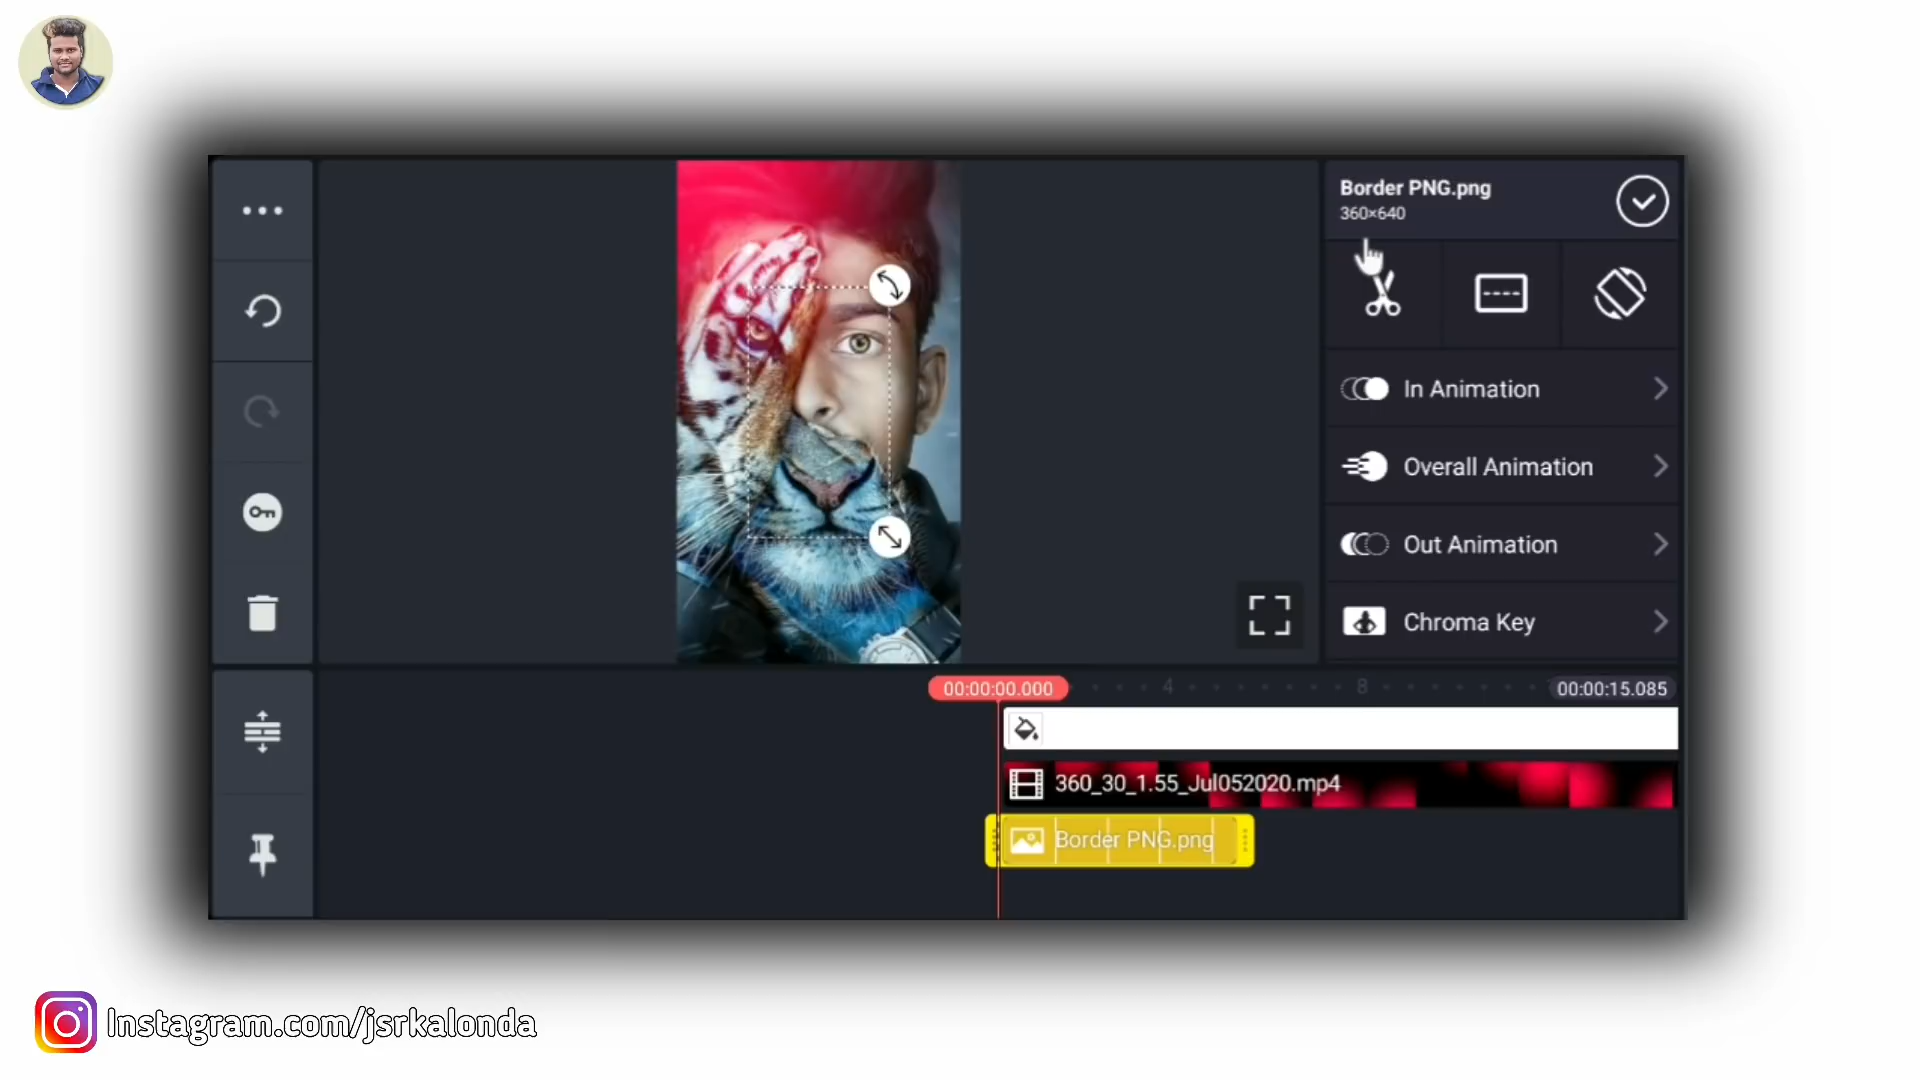 Border PNG.png
360×640
In Animation
Overall Animation
Out Animation
Chroma Key
00:00:00.000
4
8
00:00:15.085
360_30_1.55_Jul052020.mp4
Border PNG.png
Instagram.com/jsrkalonda